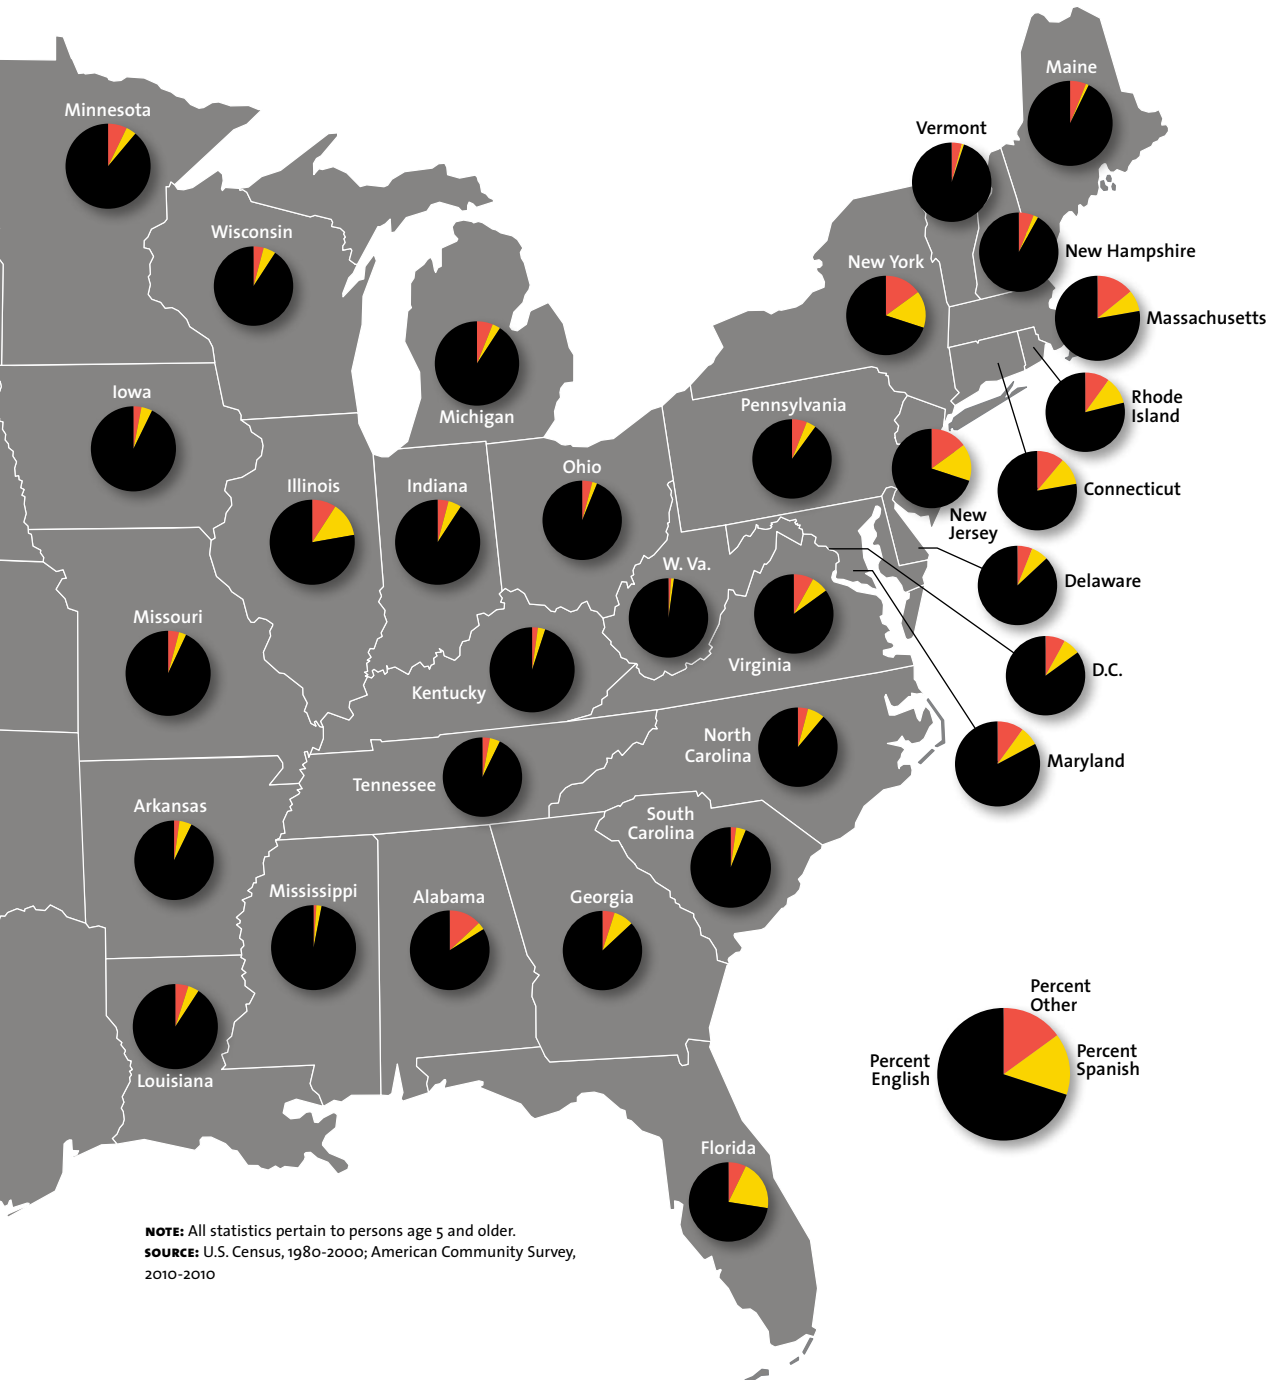 Maine
Minnesota
Vermont
Wisconsin
New Hampshire
New York
Massachusetts
Iowa
Michigan
Pennsylvania
Rhode
Island
Ohio
Illinois
Indiana
Connecticut
New
Jersey
W. Va.
Delaware
Missouri
Virginia
D.C.
Kentucky
North
Carolina
Maryland
Tennessee
Arkansas
South
Carolina
Mississippi
Alabama
Georgia
Percent
Other
Percent
English
Percent
Spanish
Louisiana
Florida
NOTE: All statistics pertain to persons age 5 and older.
SOURCE: U.S. Census, 1980-2000; American Community Survey,
2010-2010